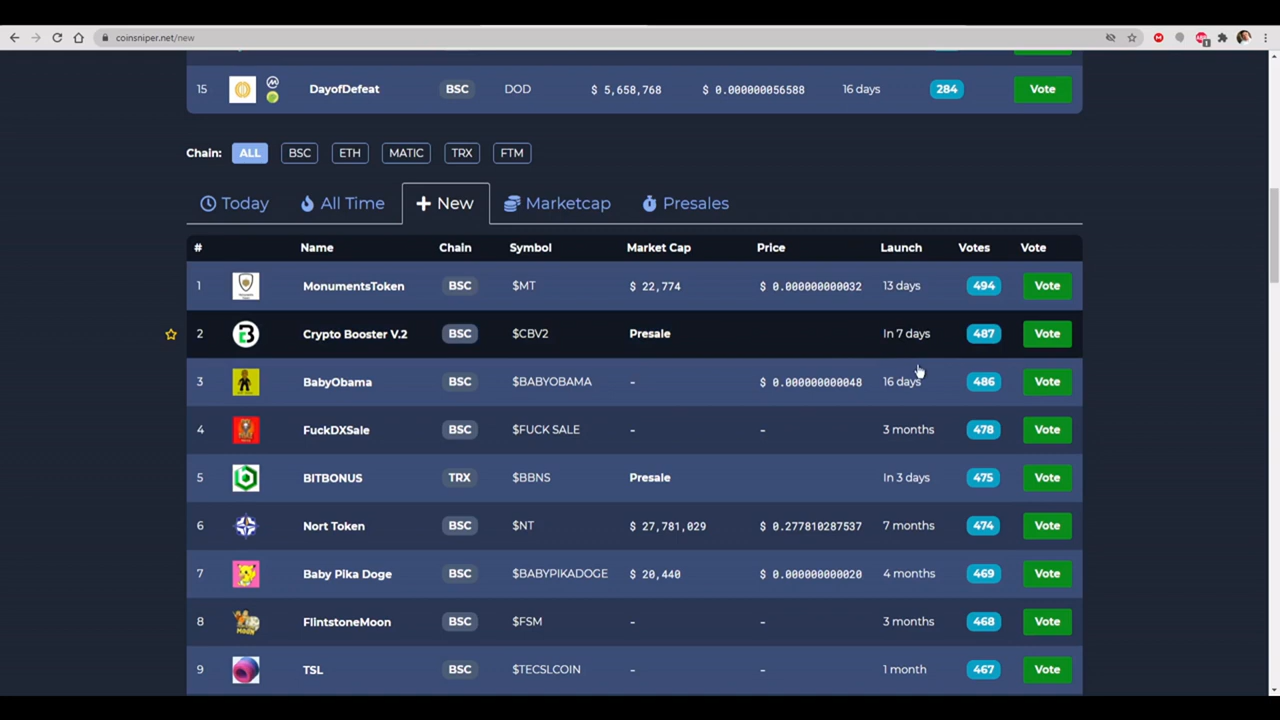 coinsniper.net/new
15 DayofDefeat BSC DOD $ 5,658,768 $ 0.000000056588 16 days 284 Vote
Chain: ALL BSC ETH MATIC TRX FTM
Today All Time New Marketcap Presales
# Name Chain Symbol Market Cap Price Launch Votes Vote
1 MonumentsToken BSC $MT $ 22,774 $ 0.000000000032 13 days 494 Vote
2 Crypto Booster V.2 BSC $CBV2 Presale In 7 days 487 Vote
3 BabyObama BSC $BABYOBAMA - $ 0.000000000048 16 days 486 Vote
4 FuckDXSale BSC $FUCK SALE - - 3 months 478 Vote
5 BITBONUS TRX $BBNS Presale In 3 days 475 Vote
6 Nort Token BSC $NT $ 27,781,029 $ 0.277810287537 7 months 474 Vote
7 Baby Pika Doge BSC $BABYPIKADOGE $ 20,440 $ 0.000000000020 4 months 469 Vote
8 FlintstoneMoon BSC $FSM - - 3 months 468 Vote
9 TSL BSC $TECSLCOIN 1 month 467 Vote